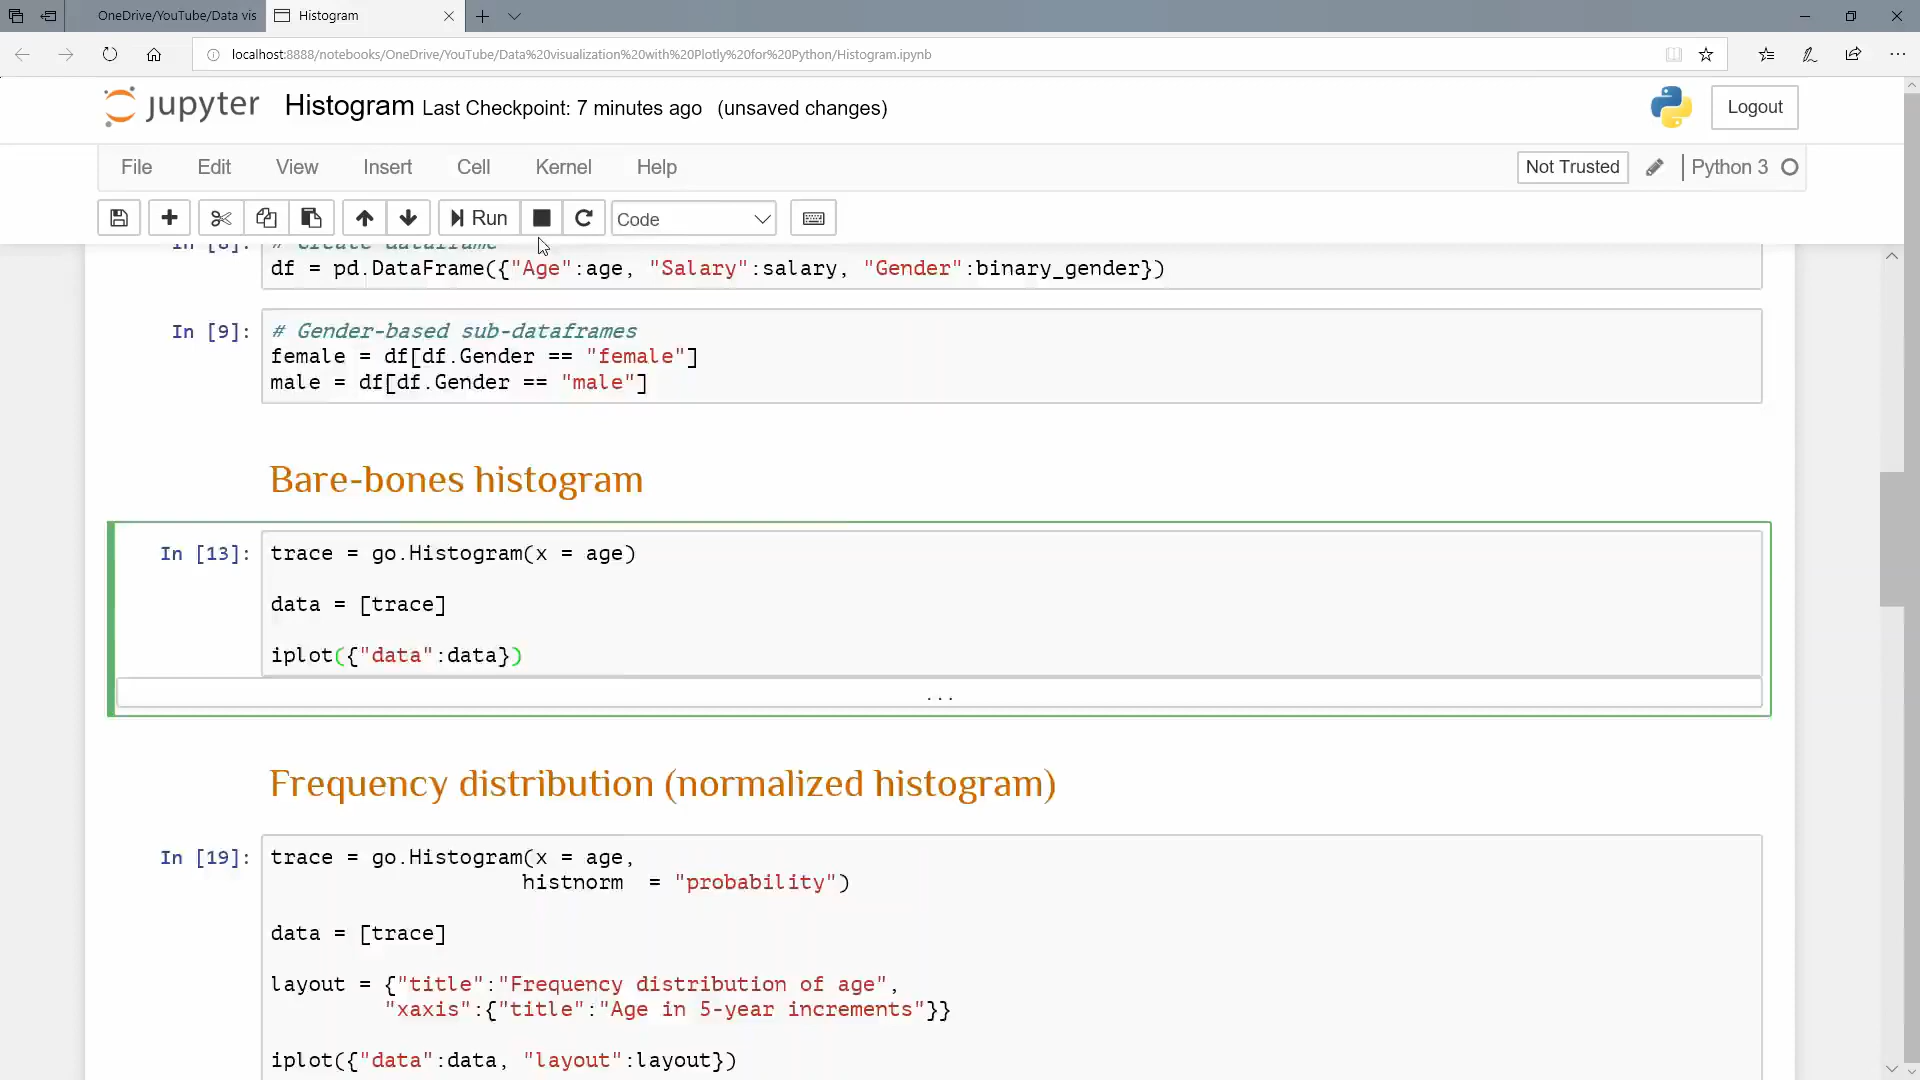 OneDrive/YouTube/Data vis
Histogram
localhost:8888/notebooks/OneDrive/YouTube/Data%20visualization%20with%20Plotly%20for%20Python/Histogram.ipynb
jupyter Histogram Last Checkpoint: 7 minutes ago (unsaved changes)
Logout
File Edit View Insert Cell Kernel Help
Not Trusted
Python 3
Run
Code
In [8]: # Create dataframe
df = pd.DataFrame({"Age":age, "Salary":salary, "Gender":binary_gender})
In [9]: # Gender-based sub-dataframes
female = df[df.Gender == "female"]
male = df[df.Gender == "male"]
Bare-bones histogram
In [13]: trace = go.Histogram(x = age)
data = [trace]
iplot({"data":data})
...
Frequency distribution (normalized histogram)
In [19]: trace = go.Histogram(x = age,
histnorm  = "probability")
data = [trace]
layout = {"title":"Frequency distribution of age",
"xaxis":{"title":"Age in 5-year increments"}}
iplot({"data":data, "layout":layout})